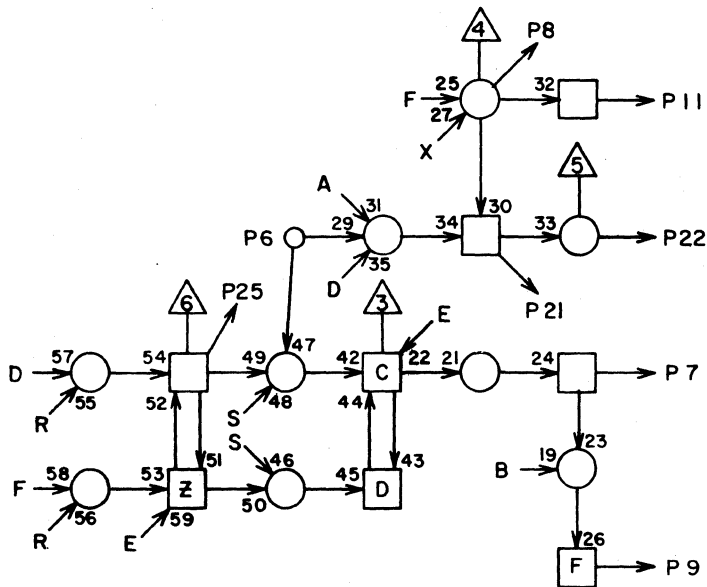 4 P8
F 25 32 P11
27
X
5
A
31 30
P6 29 34 33 P22
35
D
P21
6 P25 3 E
47
D 57 54 49 42 C 22 21 24 P7
55 52 48 44
R S
S 23
51 46 43 B 19
F 58 53 Z 50 45 D
56 59
R E
26
F P9